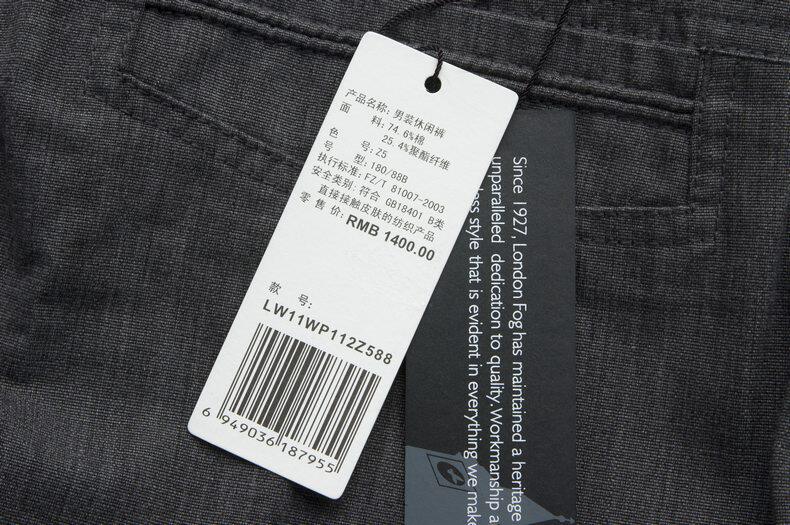 产品名称: 男装休闲裤
面 料: 74.6%棉
25.4%聚酯纤维
色 号: Z5
号 型: 180/88B
执行标准: FZ/T 81007-2003
安全类别: 符合 GB18401 B类
直接接触皮肤的纺织产品
零 售 价: RMB 1400.00
款 号:
LW11WP112Z588
6 949036 187955
Since 1927, London Fog has maintained a heritage
unparalleled dedication to quality. Workmanship a
less style that is evident in everything we make